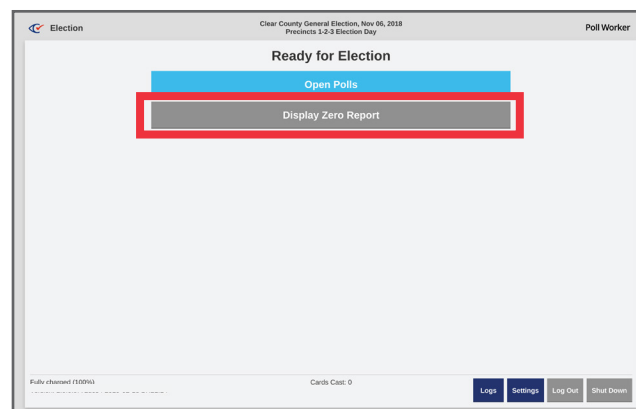 Election
Clear County General Election, Nov 06, 2018
Precincts 1-2-3 Election Day
Poll Worker
Ready for Election
Open Polls
Display Zero Report
Fully charged (100%)
Cards Cast: 0
Logs
Settings
Log Out
Shut Down